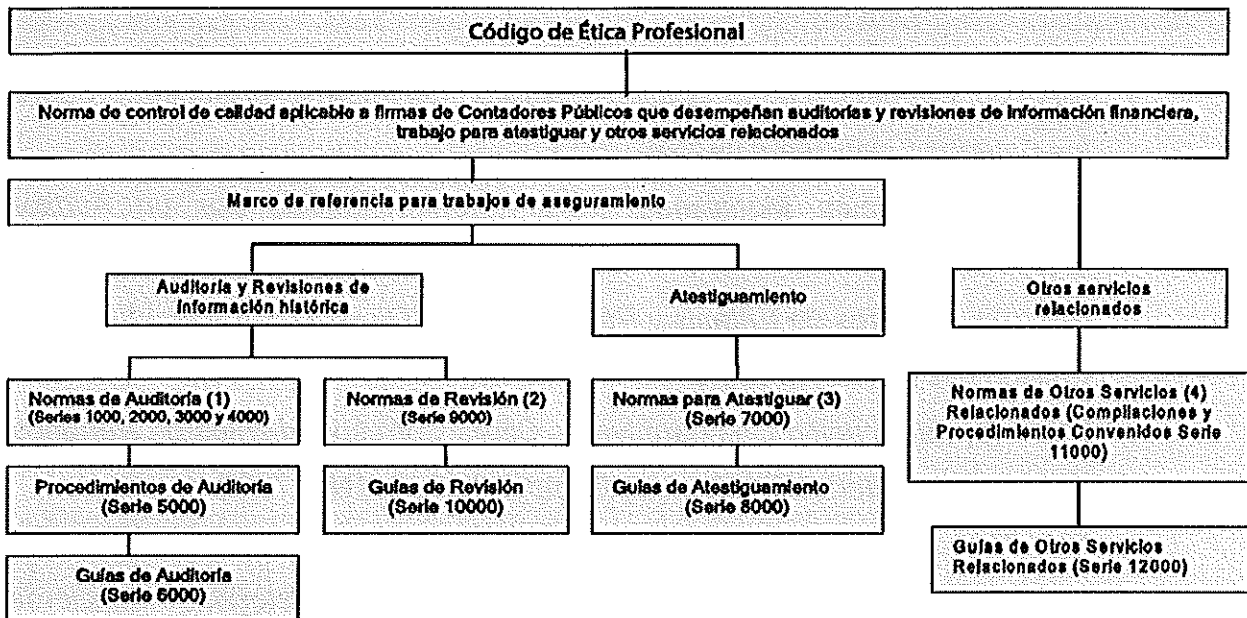 Código de Ética Profesional
Norma de control de calidad aplicable a firmas de Contadores Públicos que desempeñan auditorías y revisiones de información financiera,
trabajo para atestiguar y otros servicios relacionados
Marco de referencia para trabajos de aseguramiento
Auditoría y Revisiones de
información histórica
Atestiguamiento
Otros servicios
relacionados
Normas de Auditoría (1)
(Series 1000, 2000, 3000 y 4000)
Normas de Revisión (2)
(Serie 9000)
Normas para Atestiguar (3)
(Serie 7000)
Normas de Otros Servicios (4)
Relacionados (Compilaciones y
Procedimientos Convenidos Serie
11000)
Procedimientos de Auditoría
(Serie 5000)
Guías de Revisión
(Serie 10000)
Guías de Atestiguamiento
(Serie 8000)
Guías de Otros Servicios
Relacionados (Serie 12000)
Guías de Auditoría
(Serie 6000)